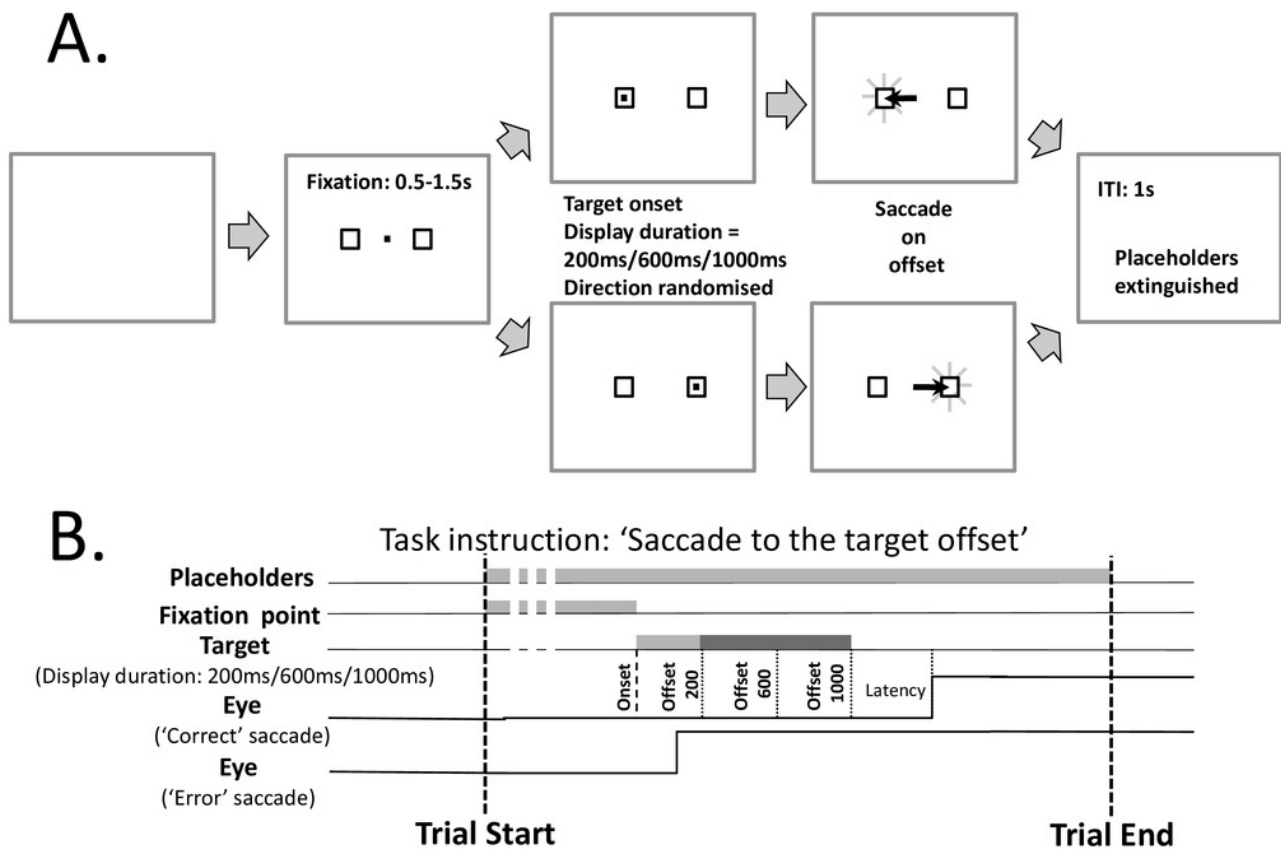 A.
Fixation: 0.5-1.5s
Target onset
Display duration =
200ms/600ms/1000ms
Direction randomised
Saccade
on
offset
ITI: 1s
Placeholders
extinguished
B.
Task instruction: ‘Saccade to the target offset’
Placeholders
Fixation point
Target
(Display duration: 200ms/600ms/1000ms)
Onset
Offset
200
Offset
600
Offset
1000
Latency
Eye
(‘Correct’ saccade)
Eye
(‘Error’ saccade)
Trial Start
Trial End